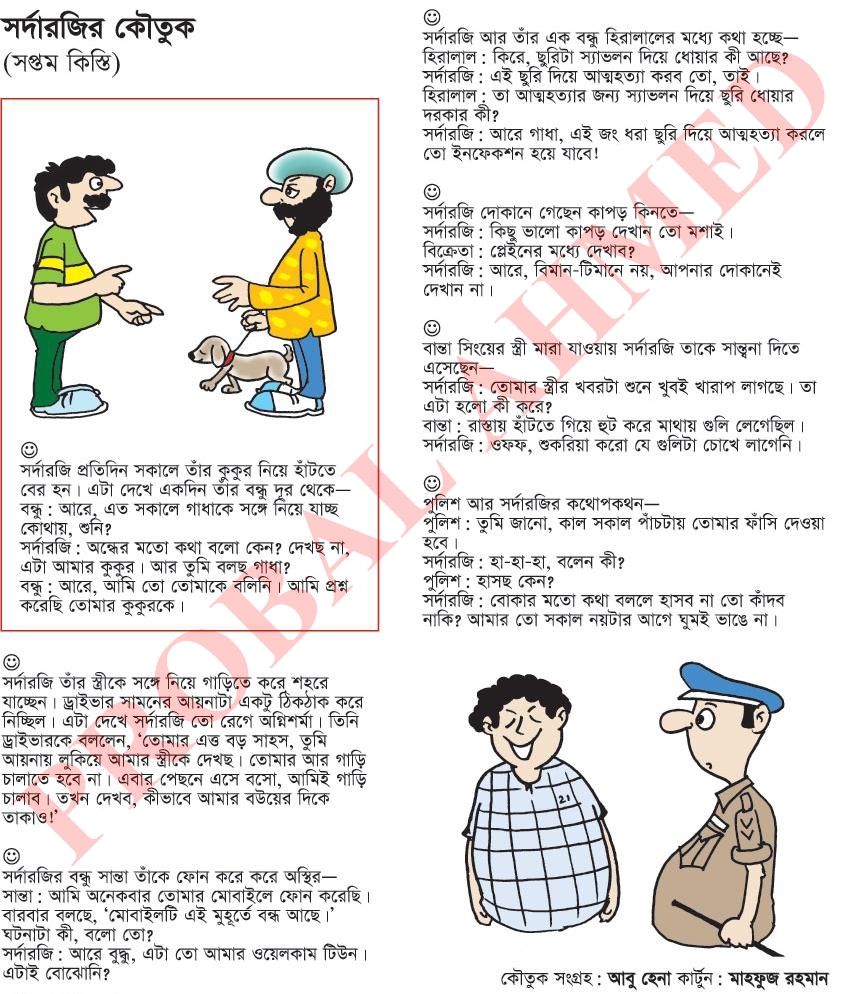 সর্দারজির কৌতুক
(সপ্তম কিস্তি)
সর্দারজি প্রতিদিন সকালে তাঁর কুকুর নিয়ে হাঁটতে
বের হন। এটা দেখে একদিন তাঁর বন্ধু দূর থেকে—
বন্ধু : আরে, এত সকালে গাধাকে সঙ্গে নিয়ে যাচ্ছ
কোথায়, শুনি?
সর্দারজি : অন্ধের মতো কথা বলো কেন? দেখছ না,
এটা আমার কুকুর। আর তুমি বলছ গাধা?
বন্ধু : আরে, আমি তো তোমাকে বলিনি। আমি প্রশ্ন
করেছি তোমার কুকুরকে।
সর্দারজি তাঁর স্ত্রীকে সঙ্গে নিয়ে গাড়িতে করে শহরে
যাচ্ছেন। ড্রাইভার সামনের আয়নাটা একটু ঠিকঠাক করে
নিচ্ছিল। এটা দেখে সর্দারজি তো রেগে অগ্নিশর্মা। তিনি
ড্রাইভারকে বললেন, ‘তোমার এত্ত বড় সাহস, তুমি
আয়নায় লুকিয়ে আমার স্ত্রীকে দেখছ। তোমার আর গাড়ি
চালাতে হবে না। এবার পেছনে এসে বসো, আমিই গাড়ি
চালাব। তখন দেখব, কীভাবে আমার বউয়ের দিকে
তাকাও!’
সর্দারজির বন্ধু সান্তা তাঁকে ফোন করে করে অস্থির—
সান্তা : আমি অনেকবার তোমার মোবাইলে ফোন করেছি।
বারবার বলছে, ‘মোবাইলটি এই মুহূর্তে বন্ধ আছে।’
ঘটনাটা কী, বলো তো?
সর্দারজি : আরে বুদ্ধু, এটা তো আমার ওয়েলকাম টিউন।
এটাই বোঝোনি?
সর্দারজি আর তাঁর এক বন্ধু হিরালালের মধ্যে কথা হচ্ছে—
হিরালাল : কিরে, ছুরিটা স্যাভলন দিয়ে ধোয়ার কী আছে?
সর্দারজি : এই ছুরি দিয়ে আত্মহত্যা করব তো, তাই।
হিরালাল : তা আত্মহত্যার জন্য স্যাভলন দিয়ে ছুরি ধোয়ার
দরকার কী?
সর্দারজি : আরে গাধা, এই জং ধরা ছুরি দিয়ে আত্মহত্যা করলে
তো ইনফেকশন হয়ে যাবে!
সর্দারজি দোকানে গেছেন কাপড় কিনতে—
সর্দারজি : কিছু ভালো কাপড় দেখান তো মশাই।
বিক্রেতা : প্লেইনের মধ্যে দেখাব?
সর্দারজি : আরে, বিমান-টিমানে নয়, আপনার দোকানেই
দেখান না।
বান্তা সিংয়ের স্ত্রী মারা যাওয়ায় সর্দারজি তাকে সান্ত্বনা দিতে
এসেছেন—
সর্দারজি : তোমার স্ত্রীর খবরটা শুনে খুবই খারাপ লাগছে। তা
এটা হলো কী করে?
বান্তা : রাস্তায় হাঁটতে গিয়ে হুট করে মাথায় গুলি লেগেছিল।
সর্দারজি : ওফফ, শুকরিয়া করো যে গুলিটা চোখে লাগেনি।
পুলিশ আর সর্দারজির কথোপকথন—
পুলিশ : তুমি জানো, কাল সকাল পাঁচটায় তোমার ফাঁসি দেওয়া
হবে।
সর্দারজি : হা-হা-হা, বলেন কী?
পুলিশ : হাসছ কেন?
সর্দারজি : বোকার মতো কথা বললে হাসব না তো কাঁদব
নাকি? আমার তো সকাল নয়টার আগে ঘুমই ভাঙে না।
21
কৌতুক সংগ্রহ : আবু হেনা কার্টুন : মাহফুজ রহমান
PROBAL AHMED